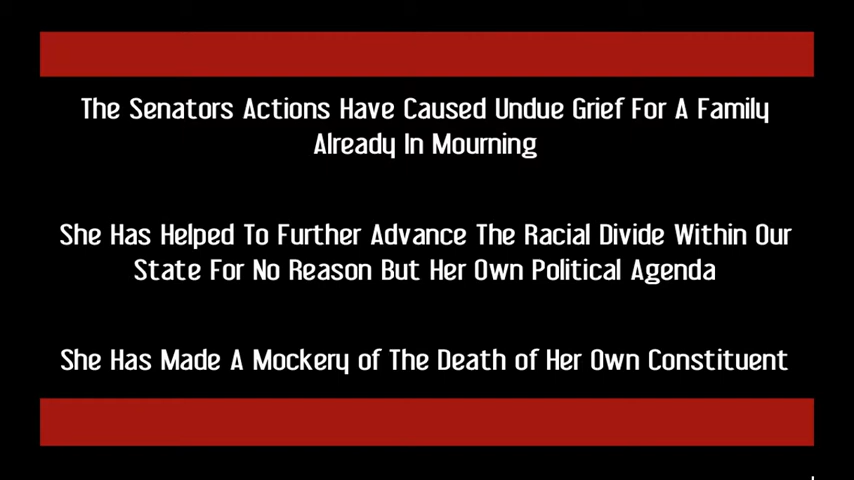 The Senators Actions Have Caused Undue Grief For A Family
Already In Mourning
She Has Helped To Further Advance The Racial Divide Within Our
State For No Reason But Her Own Political Agenda
She Has Made A Mockery of The Death of Her Own Constituent